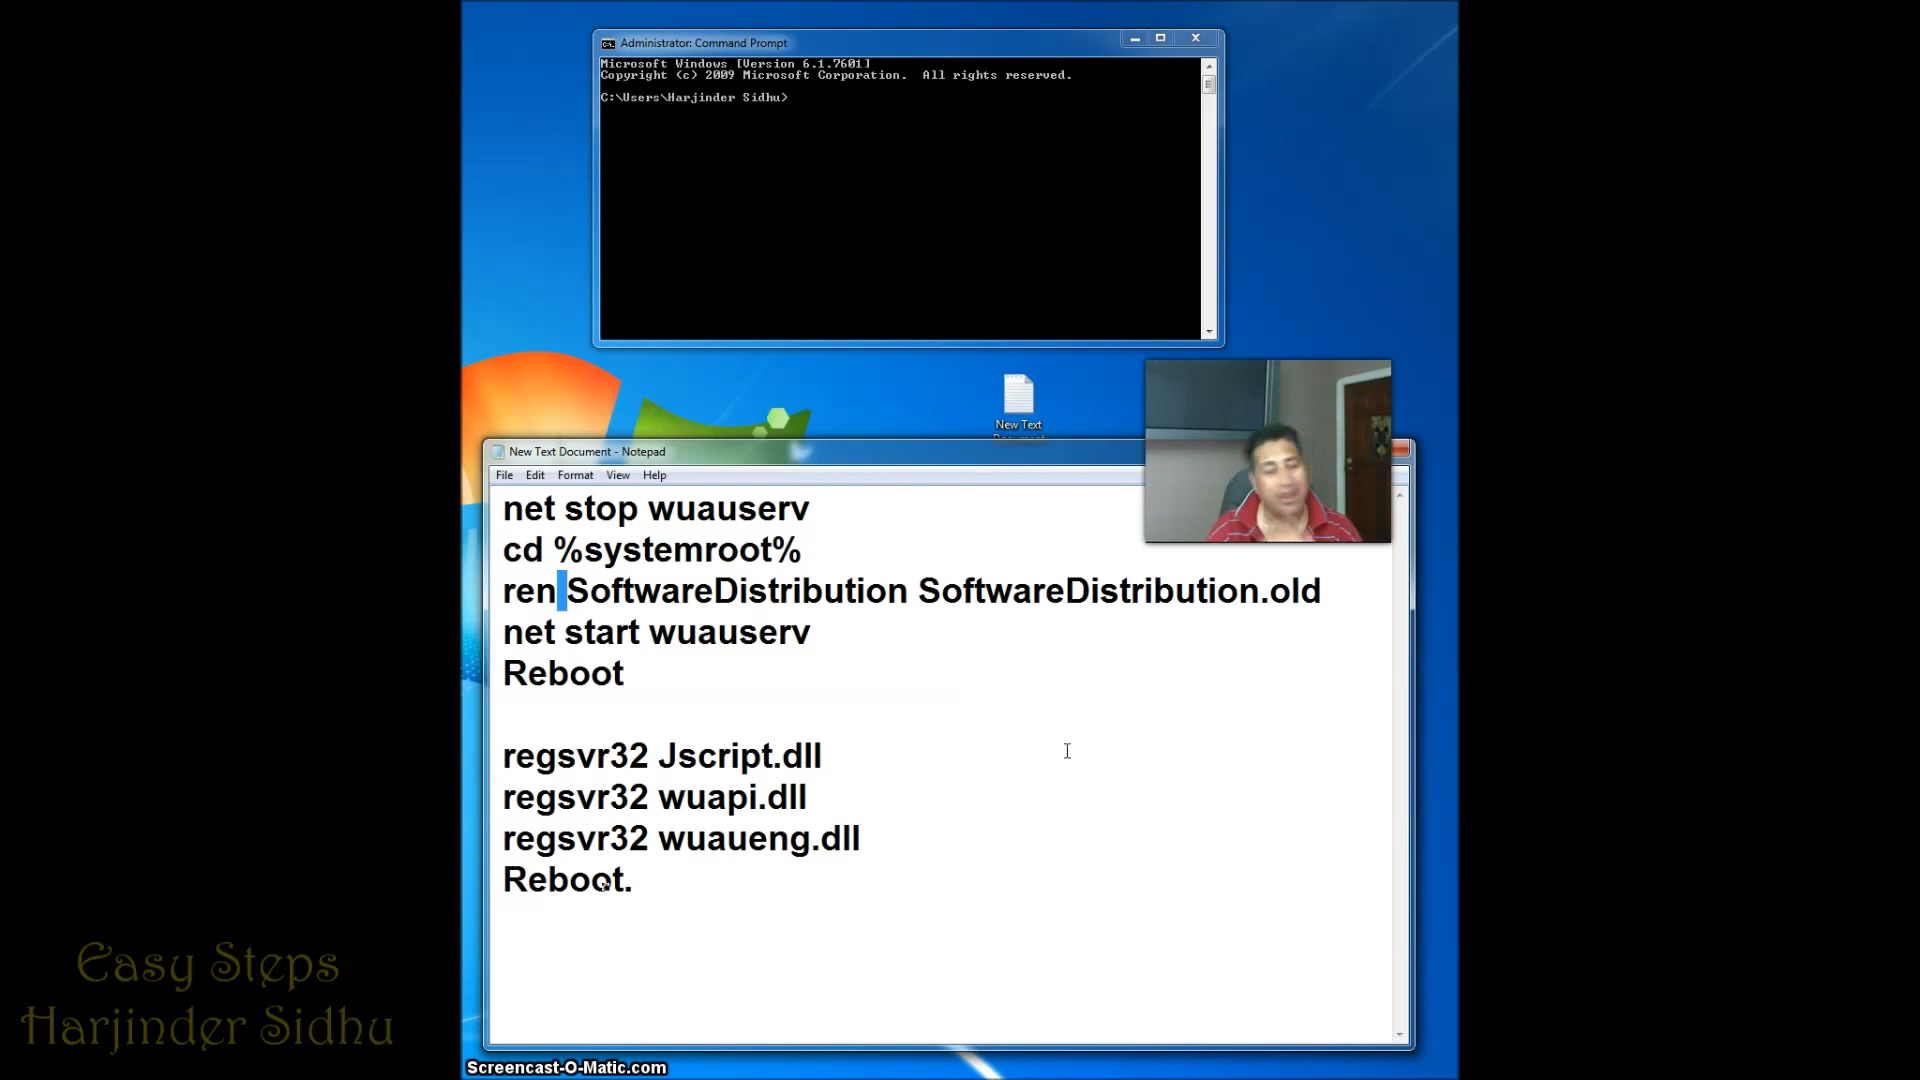 Administrator: Command Prompt
Microsoft Windows [Version 6.1.7601]
Copyright (c) 2009 Microsoft Corporation.  All rights reserved.
C:\Users\Harjinder Sidhu>
New Text
Document
New Text Document - Notepad
File Edit Format View Help
net stop wuauserv
cd %systemroot%
ren SoftwareDistribution SoftwareDistribution.old
net start wuauserv
Reboot
regsvr32 Jscript.dll
regsvr32 wuapi.dll
regsvr32 wuaueng.dll
Reboot.
Easy Steps
Harjinder Sidhu
Screencast-O-Matic.com